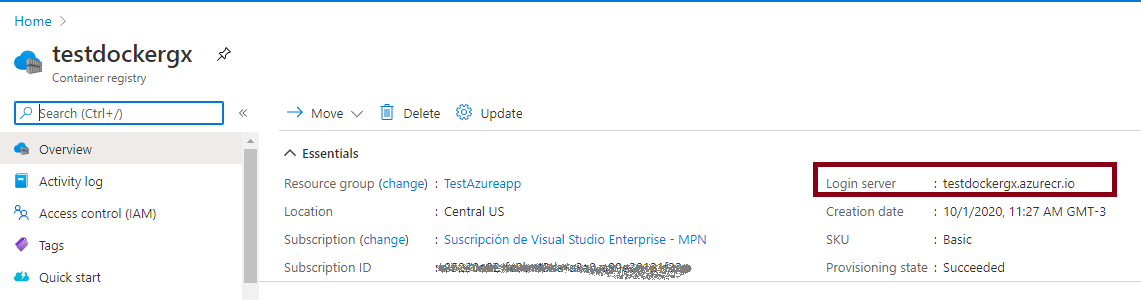 Home >
testdockergx
Container registry
Search (Ctrl+/) «
Move Delete Update
Overview
Activity log
Access control (IAM)
Tags
Quick start
Essentials
Resource group (change) : TestAzureapp
Location : Central US
Subscription (change) : Suscripción de Visual Studio Enterprise - MPN
Subscription ID :
Login server : testdockergx.azurecr.io
Creation date : 10/1/2020, 11:27 AM GMT-3
SKU : Basic
Provisioning state : Succeeded